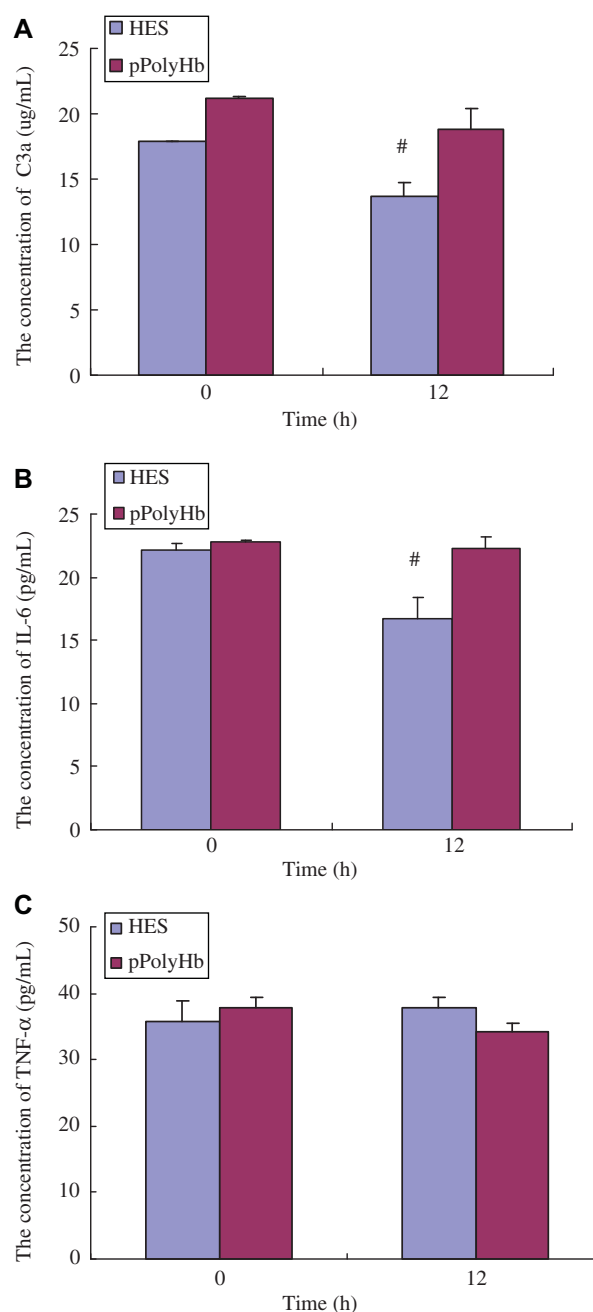 A
HES
pPolyHb
The concentration of C3a (ug/mL)
25
20
15
10
5
0
#
0 12
Time (h)
B
HES
pPolyHb
The concentration of IL-6 (pg/mL)
25
20
15
10
5
0
#
0 12
Time (h)
C
HES
pPolyHb
The concentration of TNF-α (pg/mL)
50
40
30
20
10
0
0 12
Time (h)